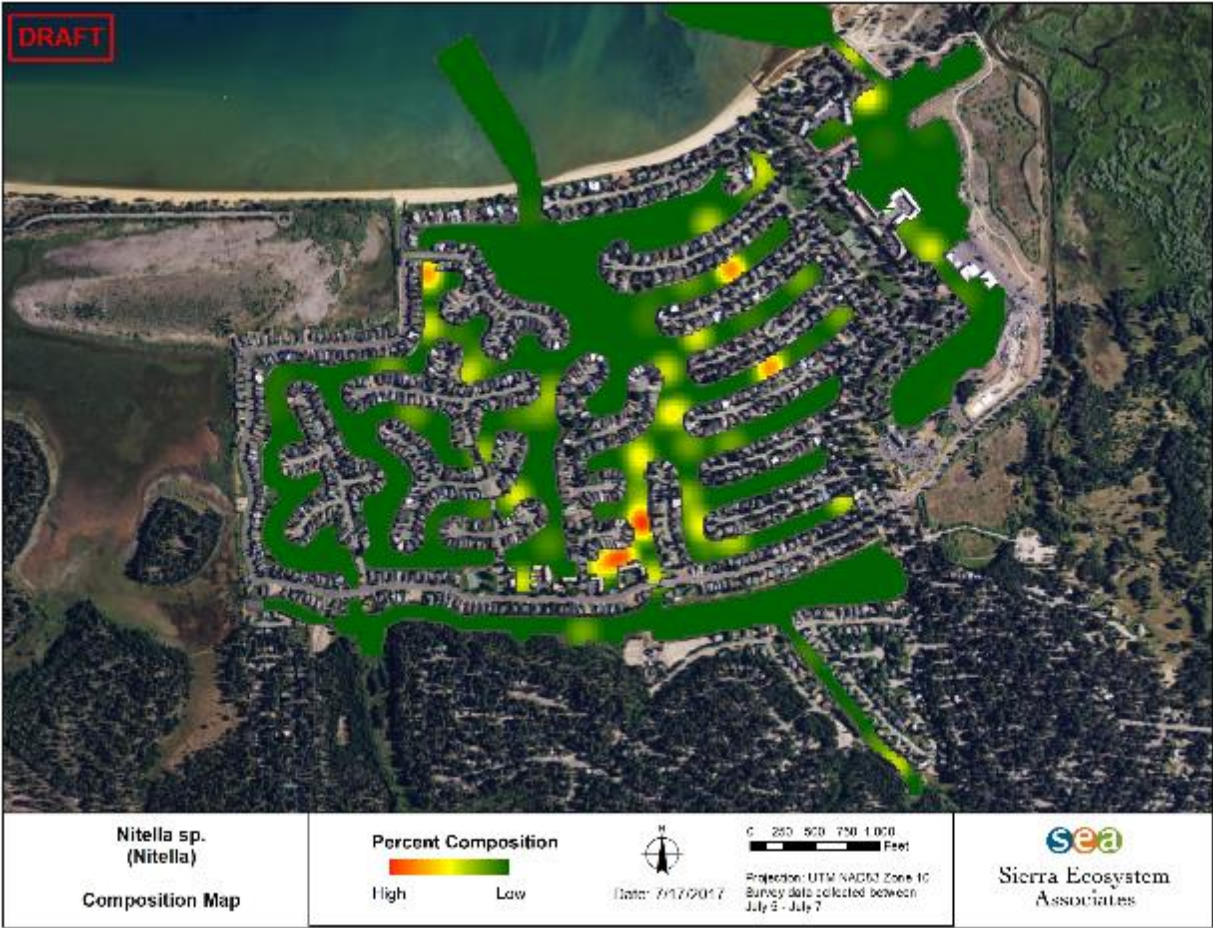 DRAFT
Nitella sp.
(Nitella)
Composition Map
Percent Composition
High Low
N
Date: 7/17/2017
0 250 500 750 1,000
Feet
Projection: UTM NAD83 Zone 10
Survey data collected between
July 5 - July 7
sea
Sierra Ecosystem
Associates